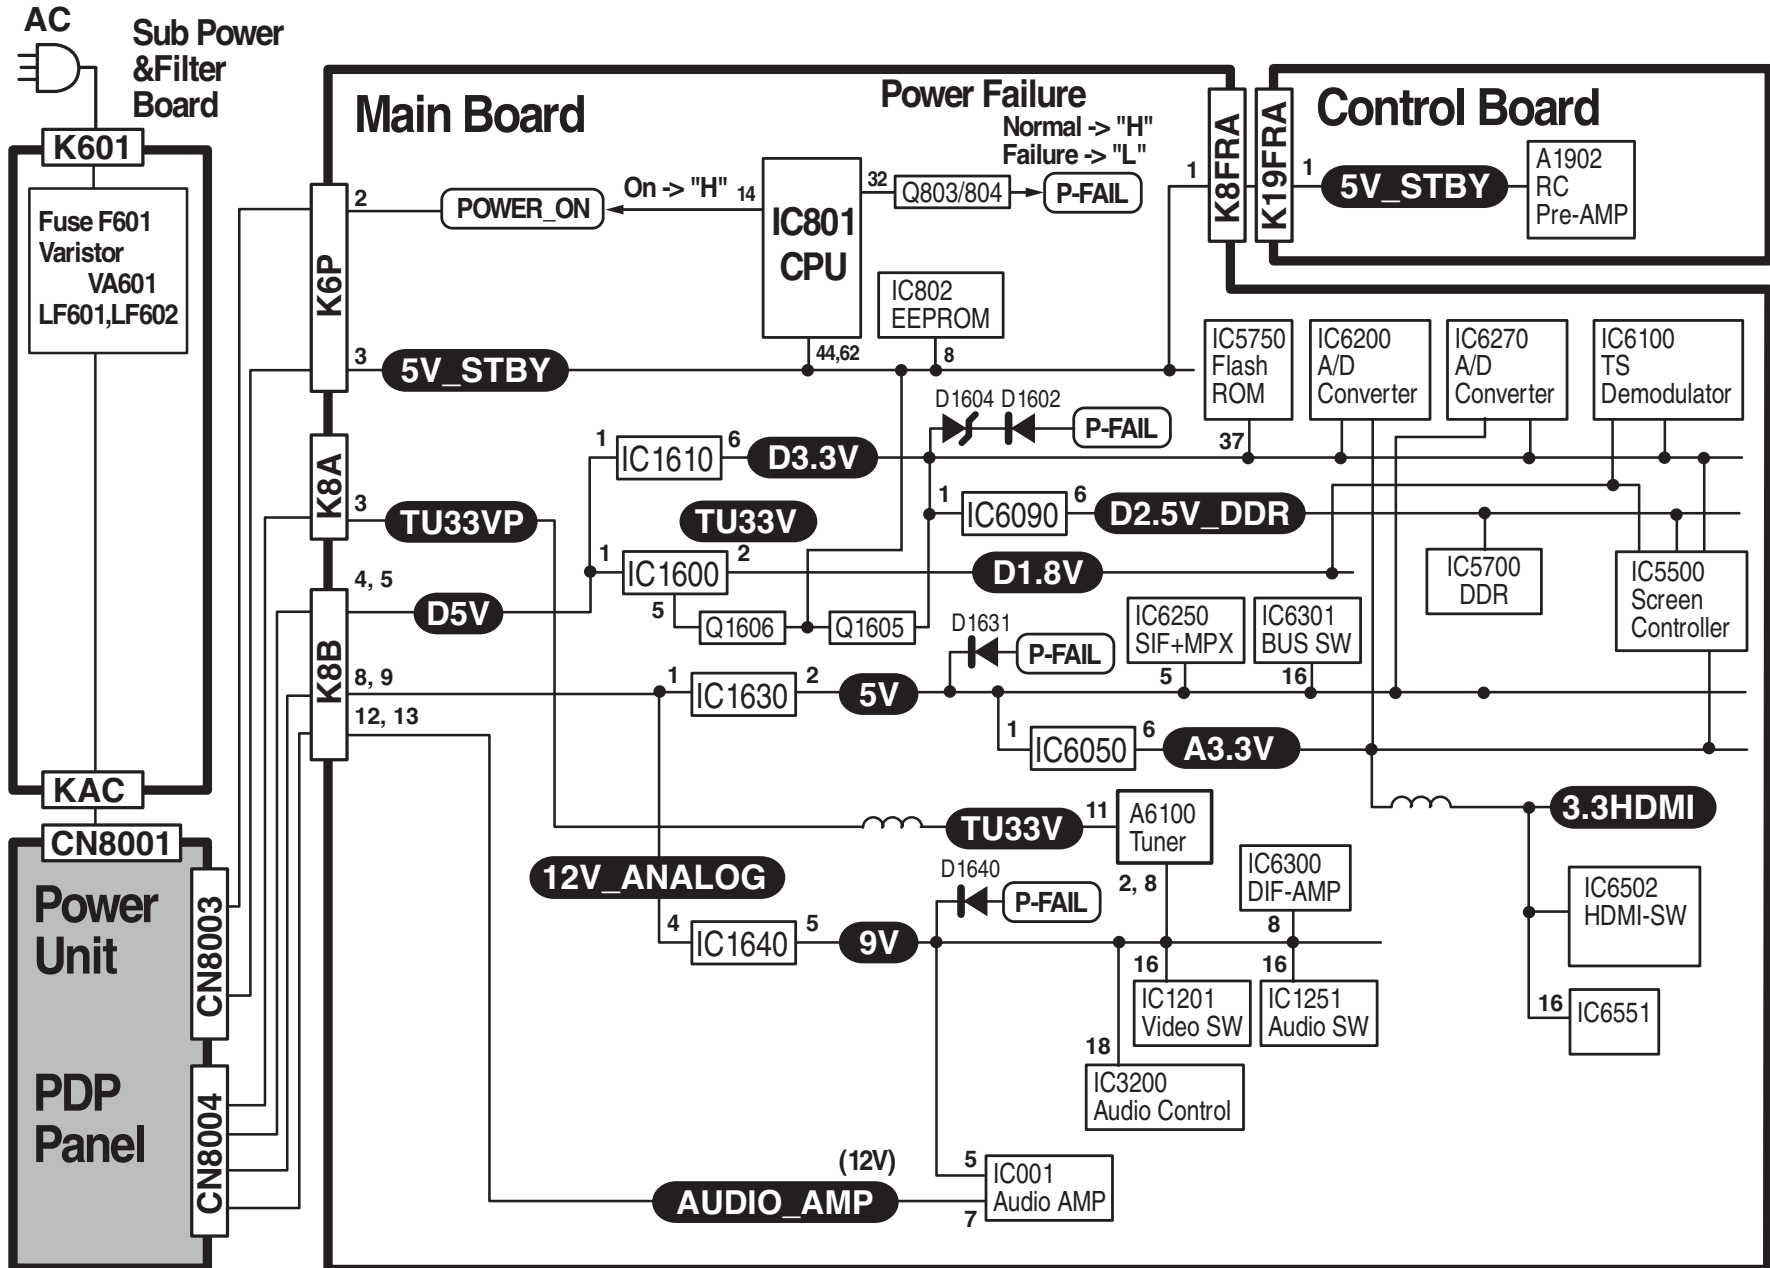 AC
Sub Power
&Filter
Board
K601
Fuse F601
Varistor
VA601
LF601,LF602
KAC
CN8001
Power
Unit
CN8003
PDP
Panel
CN8004
Main Board
Power Failure
Normal -> "H"
Failure -> "L"
K6P
2
POWER_ON
On -> "H"
14
IC801
CPU
32
Q803/804
P-FAIL
44,62
IC802
EEPROM
8
3
5V_STBY
1
K8FRA
K19FRA
Control Board
1
5V_STBY
A1902
RC
Pre-AMP
IC5750
Flash
ROM
37
IC6200
A/D
Converter
IC6270
A/D
Converter
IC6100
TS
Demodulator
D1604
D1602
P-FAIL
1
IC1610
6
D3.3V
K8A
3
TU33VP
TU33V
1
IC6090
6
D2.5V_DDR
1
IC1600
2
D1.8V
5
Q1606
Q1605
IC5700
DDR
IC5500
Screen
Controller
K8B
4, 5
D5V
8, 9
12, 13
D1631
P-FAIL
IC6250
SIF+MPX
5
IC6301
BUS SW
16
1
IC1630
2
5V
1
IC6050
6
A3.3V
3.3HDMI
TU33V
11
A6100
Tuner
2, 8
12V_ANALOG
D1640
P-FAIL
IC6300
DIF-AMP
8
4
IC1640
5
9V
IC6502
HDMI-SW
16
IC6551
16
IC1201
Video SW
16
IC1251
Audio SW
18
IC3200
Audio Control
(12V)
AUDIO_AMP
5
7
IC001
Audio AMP